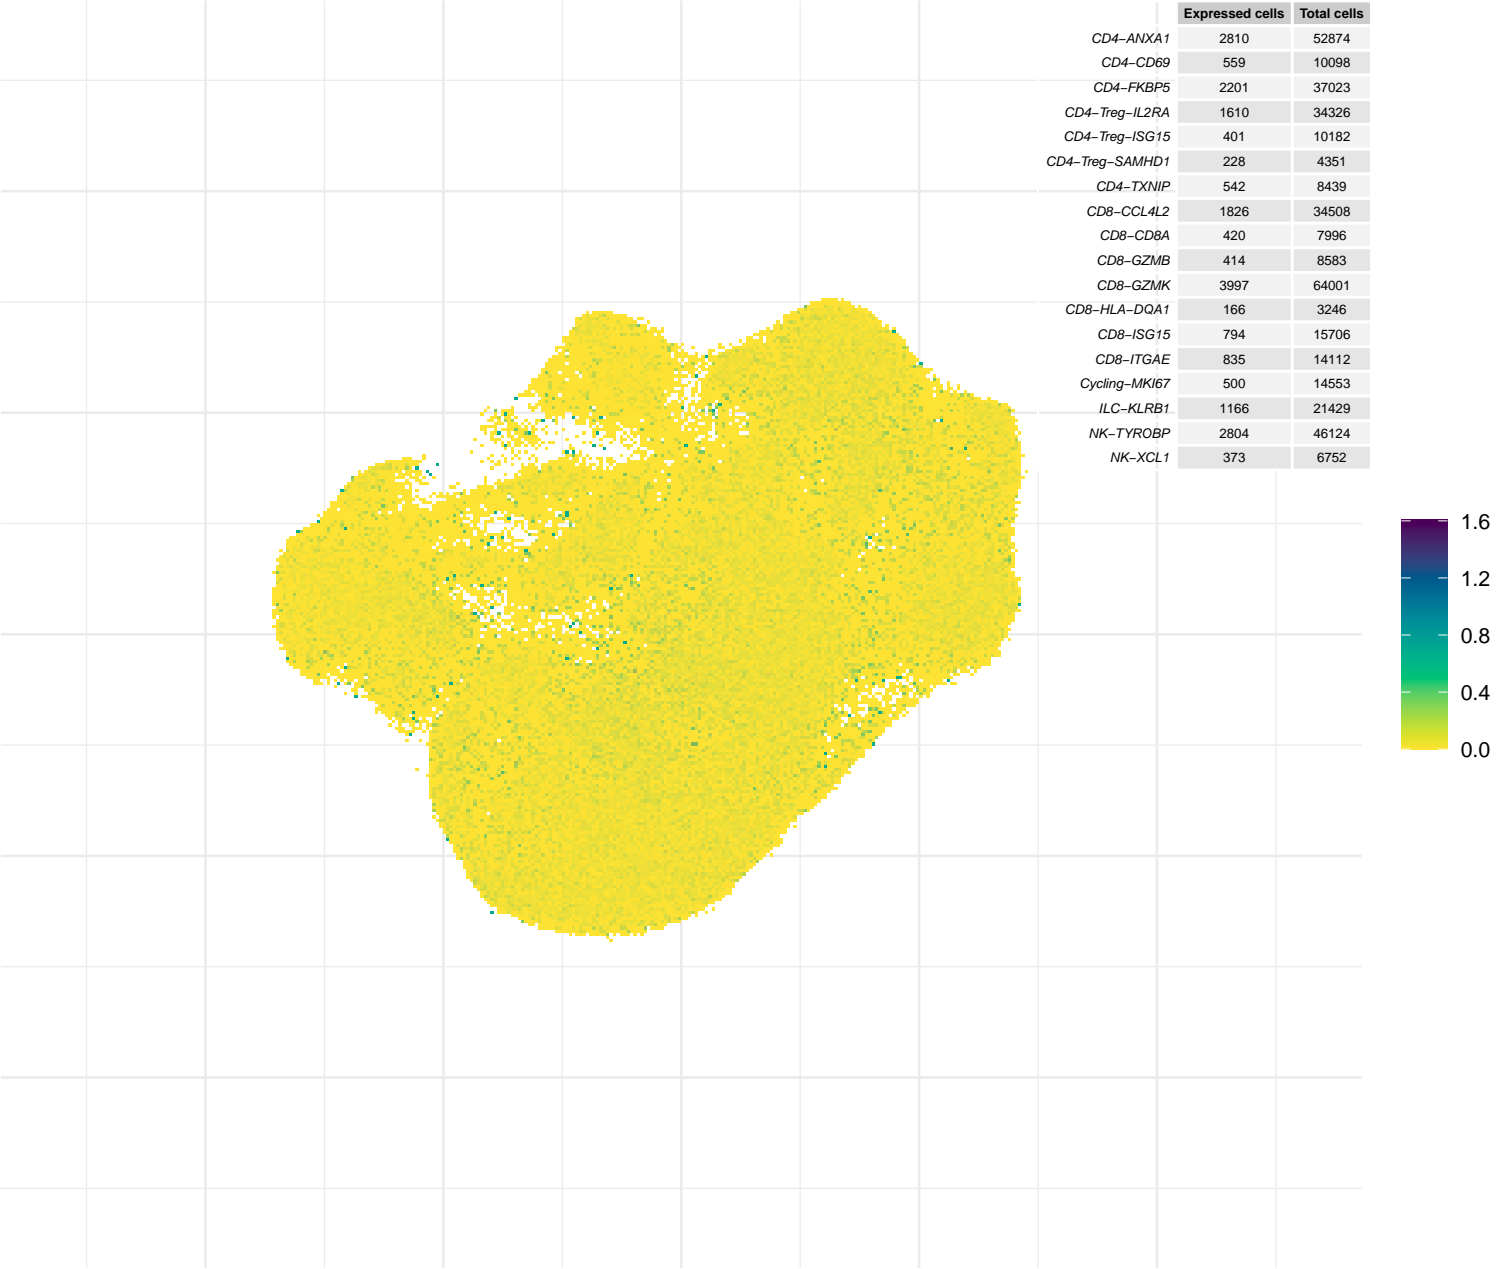 Expressed cells Total cells
CD4−ANXA1 2810 52874
CD4−CD69 559 10098
CD4−FKBP5 2201 37023
CD4−Treg−IL2RA 1610 34326
CD4−Treg−ISG15 401 10182
CD4−Treg−SAMHD1 228 4351
CD4−TXNIP 542 8439
CD8−CCL4L2 1826 34508
CD8−CD8A 420 7996
CD8−GZMB 414 8583
CD8−GZMK 3997 64001
CD8−HLA−DQA1 166 3246
CD8−ISG15 794 15706
CD8−ITGAE 835 14112
Cycling−MKI67 500 14553
ILC−KLRB1 1166 21429
NK−TYROBP 2804 46124
NK−XCL1 373 6752
1.6
1.2
0.8
0.4
0.0